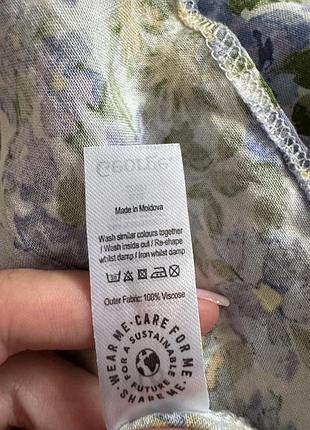 GEORGE.
Made in Moldova
Wash similar colours together
/ Wash inside out / Re-shape
whilst damp / Iron whilst damp
Outer Fabric: 100% Viscose
WEAR ME · CARE FOR ME
SHARE ME.
FOR A SUSTAINABLE
FUTURE